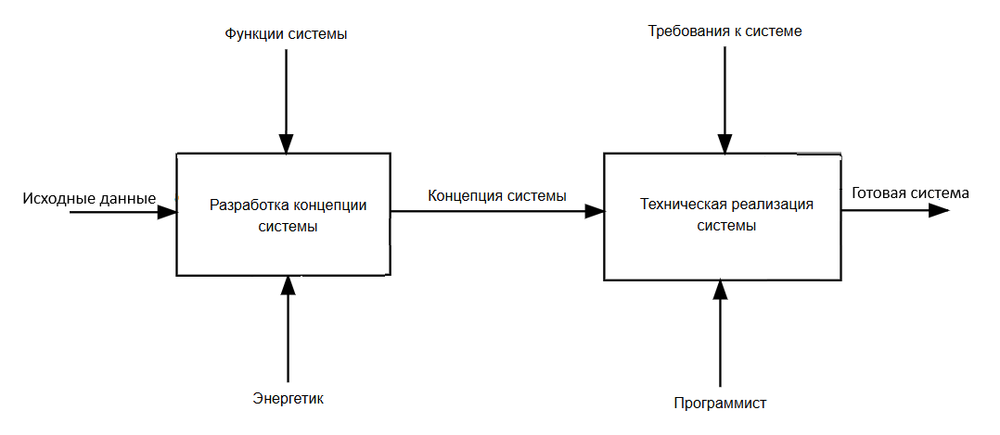 Функции системы
Требования к системе
Исходные данные
Разработка концепции
системы
Концепция системы
Техническая реализация
системы
Готовая система
Энергетик
Программист